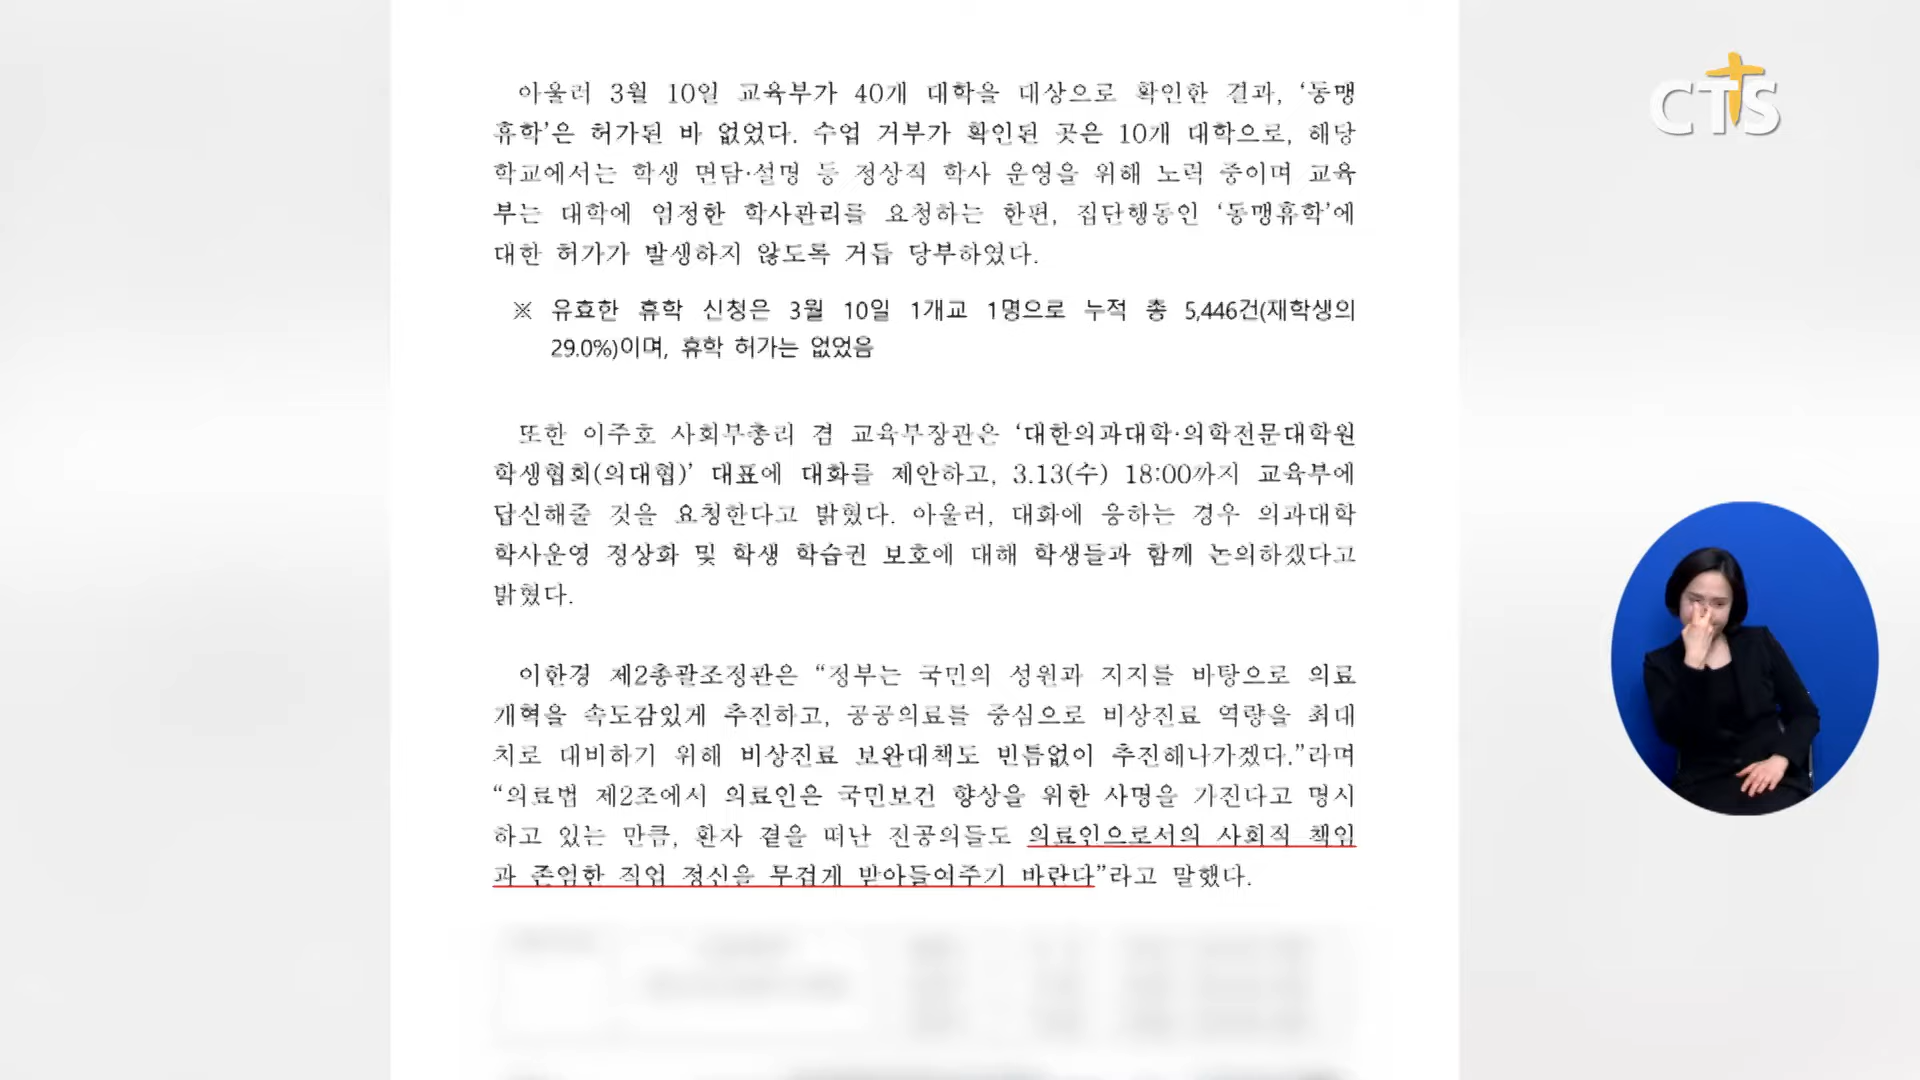 아울러 3월 10일 교육부가 40개 대학을 대상으로 확인한 결과, ‘동맹
휴학’은 허가된 바 없었다. 수업 거부가 확인된 곳은 10개 대학으로, 해당
학교에서는 학생 면담·설명 등 정상적 학사 운영을 위해 노력 중이며 교육
부는 대학에 엄정한 학사관리를 요청하는 한편, 집단행동인 ‘동맹휴학’에
대한 허가가 발생하지 않도록 거듭 당부하였다.
※ 유효한 휴학 신청은 3월 10일 1개교 1명으로 누적 총 5,446건(재학생의
29.0%)이며, 휴학 허가는 없었음
또한 이주호 사회부총리 겸 교육부장관은 ‘대한의과대학·의학전문대학원
학생협회(의대협)’ 대표에 대화를 제안하고, 3.13(수) 18:00까지 교육부에
답신해줄 것을 요청한다고 밝혔다. 아울러, 대화에 응하는 경우 의과대학
학사운영 정상화 및 학생 학습권 보호에 대해 학생들과 함께 논의하겠다고
밝혔다.
이한경 제2총괄조정관은 “정부는 국민의 성원과 지지를 바탕으로 의료
개혁을 속도감있게 추진하고, 공공의료를 중심으로 비상진료 역량을 최대
치로 대비하기 위해 비상진료 보완대책도 빈틈없이 추진해나가겠다.”라며
“의료법 제2조에서 의료인은 국민보건 향상을 위한 사명을 가진다고 명시
하고 있는 만큼, 환자 곁을 떠난 전공의들도 의료인으로서의 사회적 책임
과 존엄한 직업 정신을 무겁게 받아들여주기 바란다”라고 말했다.
CTS